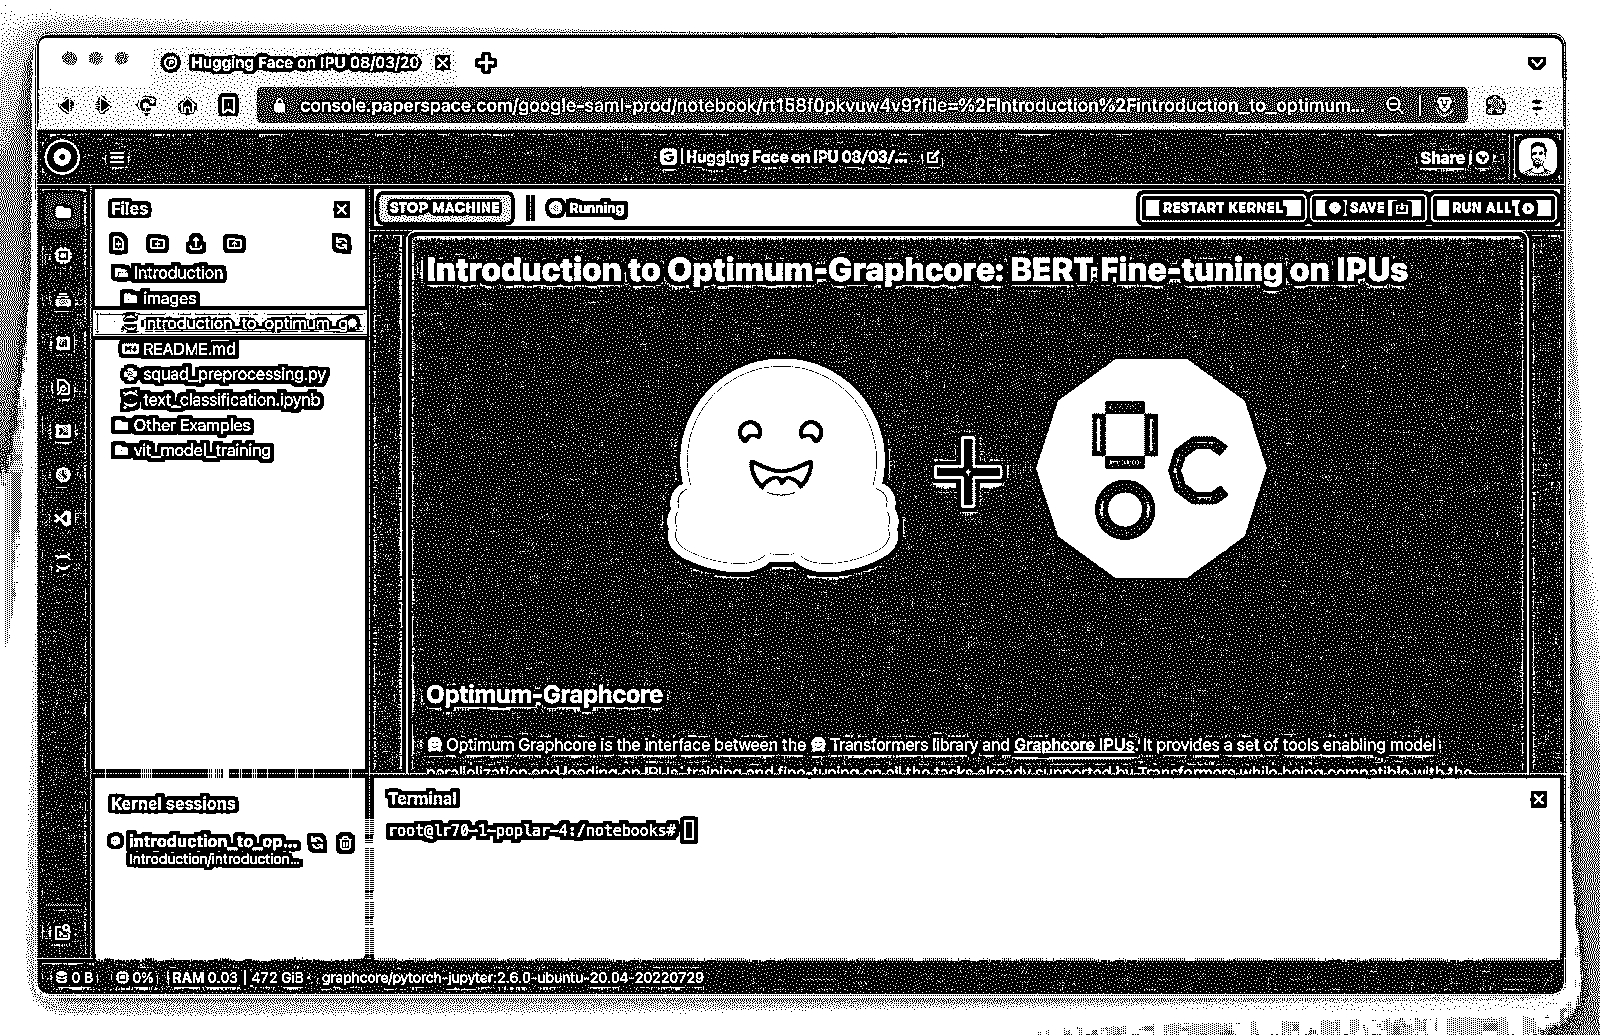 Hugging Face on IPU 08/03/20
console.paperspace.com/google-saml-prod/notebook/rt158f0pkvuw4v9?file=%2FIntroduction%2Fintroduction_to_optimum...
Hugging Face on IPU 08/03/...
Share
Files
STOP MACHINE
Running
RESTART KERNEL
SAVE
RUN ALL
Introduction
images
introduction_to_optimum_g
README.md
squad_preprocessing.py
text_classification.ipynb
Other Examples
vit_model_training
Introduction to Optimum-Graphcore: BERT Fine-tuning on IPUs
Optimum-Graphcore
Optimum Graphcore is the interface between the Transformers library and Graphcore IPUs. It provides a set of tools enabling model
parallelization and loading on IPUs, training and fine-tuning on all the tasks already supported by Transformers while being compatible with the
Kernel sessions
introduction_to_op...
Introduction/introduction...
Terminal
root@lr70-1-poplar-4:/notebooks#
0 B
0%
RAM 0.03 | 472 GiB
graphcore/pytorch-jupyter:2.6.0-ubuntu-20.04-20220729